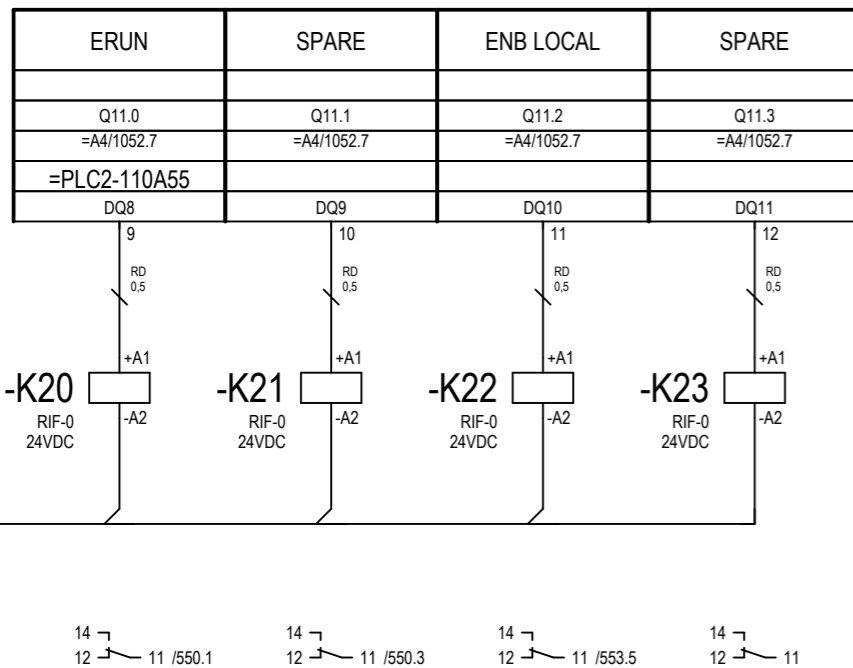 ERUN SPARE ENB LOCAL SPARE
Q11.0 Q11.1 Q11.2 Q11.3
=A4/1052.7 =A4/1052.7 =A4/1052.7 =A4/1052.7
=PLC2-110A55
DQ8 DQ9 DQ10 DQ11
9 10 11 12
RD RD RD RD
0,5 0,5 0,5 0,5
+A1 +A1 +A1 +A1
-K20 -K21 -K22 -K23
RIF-0 -A2 RIF-0 -A2 RIF-0 -A2 RIF-0 -A2
24VDC 24VDC 24VDC 24VDC
14 14 14 14
12 11 /550.1 12 11 /550.3 12 11 /553.5 12 11